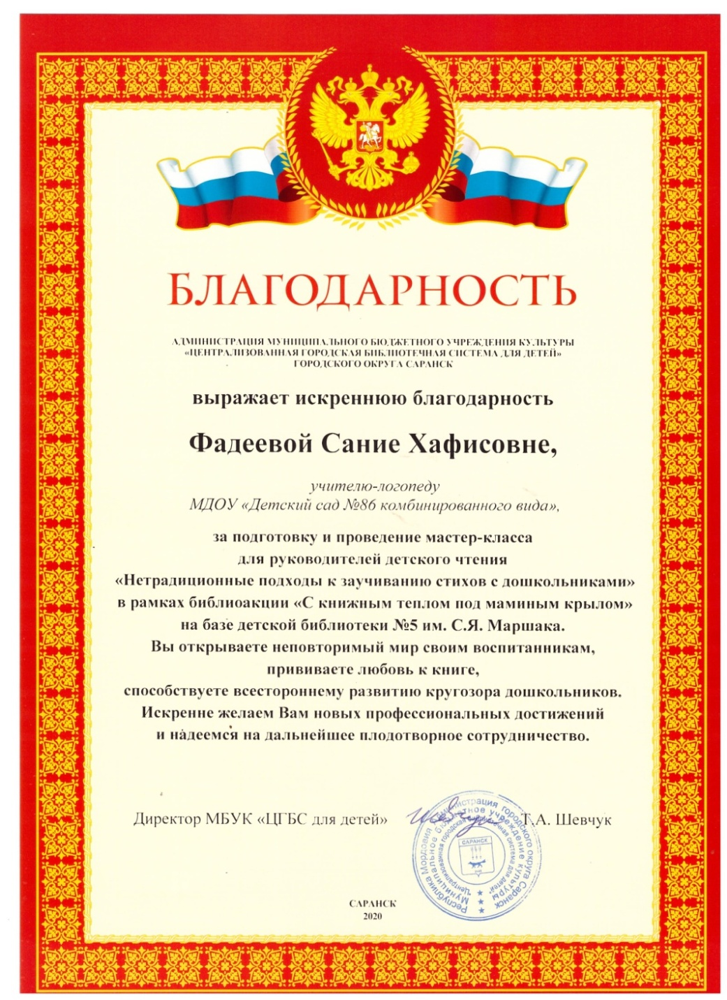 БЛАГОДАРНОСТЬ
АДМИНИСТРАЦИЯ МУНИЦИПАЛЬНОГО БЮДЖЕТНОГО УЧРЕЖДЕНИЯ КУЛЬТУРЫ
«ЦЕНТРАЛИЗОВАННАЯ ГОРОДСКАЯ БИБЛИОТЕЧНАЯ СИСТЕМА ДЛЯ ДЕТЕЙ»
ГОРОДСКОГО ОКРУГА САРАНСК
выражает искреннюю благодарность
Фадеевой Сание Хафисовне,
учителю-логопеду
МДОУ «Детский сад №86 комбинированного вида»,
за подготовку и проведение мастер-класса
для руководителей детского чтения
«Нетрадиционные подходы к заучиванию стихов с дошкольниками»
в рамках библиоакции «С книжным теплом под маминым крылом»
на базе детской библиотеки №5 им. С.Я. Маршака.
Вы открываете неповторимый мир своим воспитанникам,
прививаете любовь к книге,
способствуете всестороннему развитию кругозора дошкольников.
Искренне желаем Вам новых профессиональных достижений
и надеемся на дальнейшее плодотворное сотрудничество.
Директор МБУК «ЦГБС для детей» Т.А. Шевчук
Республика Мордовия Администрация городского округа Саранск
Муниципальное бюджетное учреждение культуры
"Централизованная городская библиотечная система для детей"
САРАНСК
САРАНСК
2020